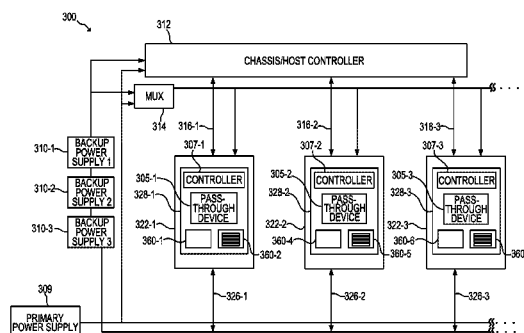 300
312
CHASSIS/HOST CONTROLLER
MUX
314
316-1
316-2
316-3
310-1
BACKUP POWER SUPPLY 1
310-2
BACKUP POWER SUPPLY 2
310-3
BACKUP POWER SUPPLY 3
307-1
CONTROLLER
305-1
PASS-THROUGH DEVICE
328-1
322-1
360-1
360-2
307-2
CONTROLLER
305-2
PASS-THROUGH DEVICE
328-2
322-2
360-4
360-5
307-3
CONTROLLER
305-3
PASS-THROUGH DEVICE
328-3
322-3
360-6
309
PRIMARY POWER SUPPLY
326-1
326-2
326-3